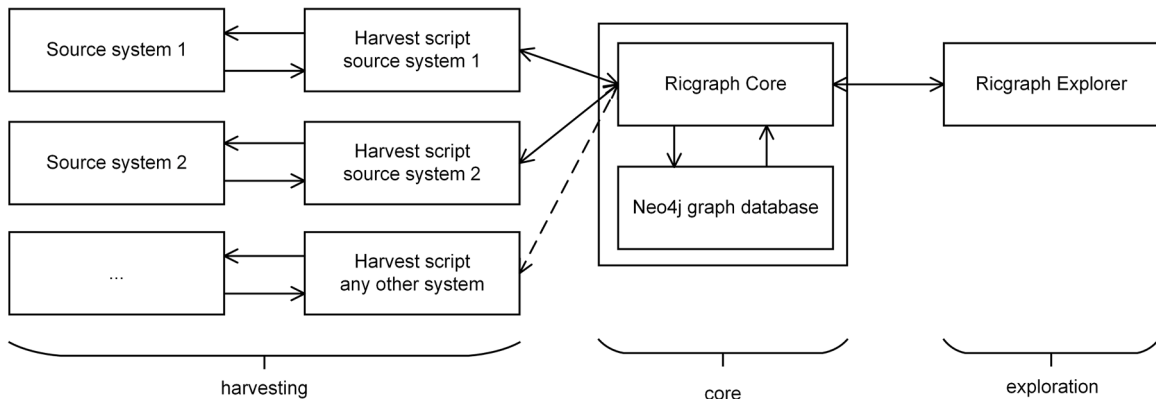 Source system 1
Harvest script
source system 1
Ricgraph Core
Ricgraph Explorer
Source system 2
Harvest script
source system 2
Neo4j graph database
...
Harvest script
any other system
harvesting
core
exploration